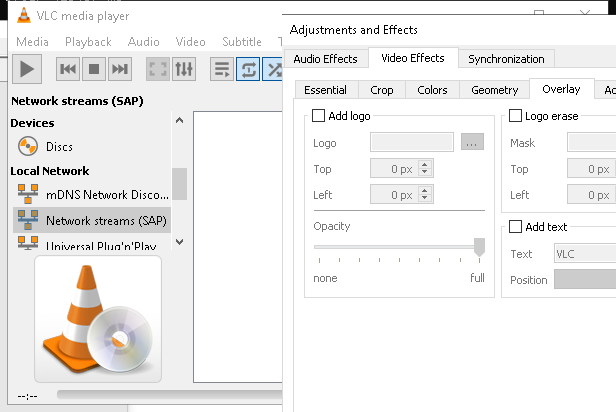 VLC media player
Media Playback Audio Video Subtitle T
Network streams (SAP)
Devices
Discs
Local Network
mDNS Network Disco...
Network streams (SAP)
Universal Plug'n'Play
--:--
Adjustments and Effects
Audio Effects Video Effects Synchronization
Essential Crop Colors Geometry Overlay
Add logo
Logo ...
Top 0 px
Left 0 px
Opacity
none full
Logo erase
Mask
Top 0 px
Left 0 px
Add text
Text VLC
Position